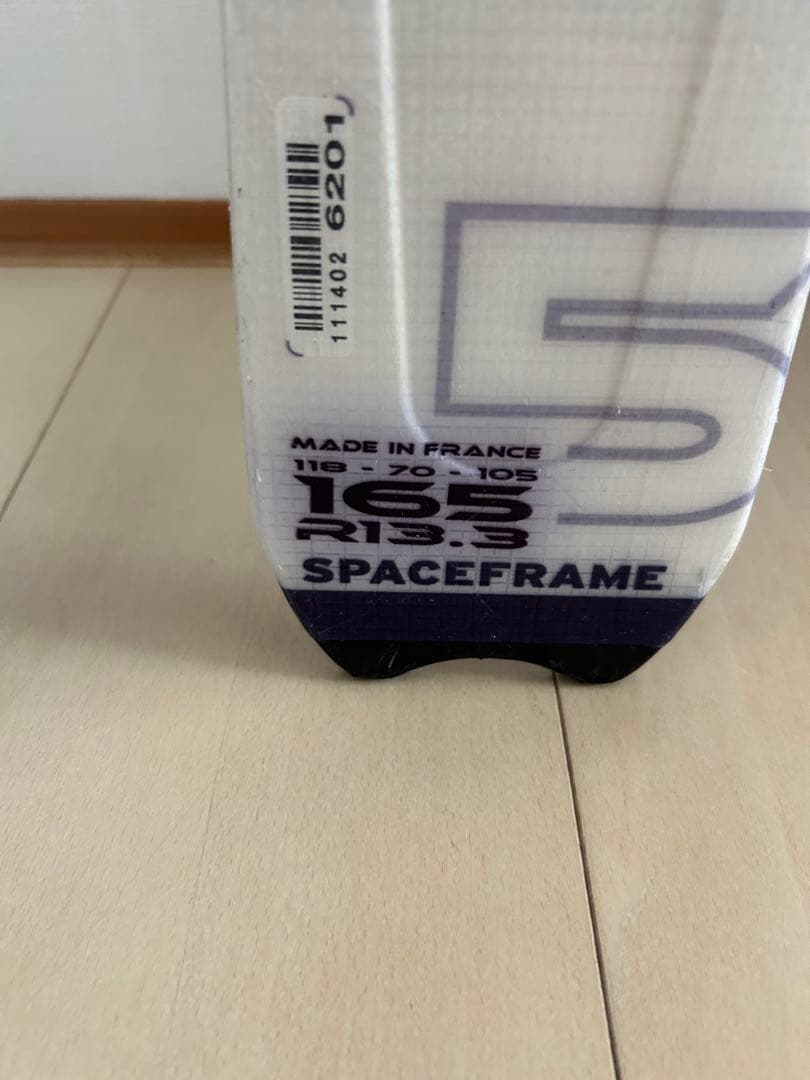 111402 6201
MADE IN FRANCE
118 - 70 - 105
165
R13.3
SPACEFRAME